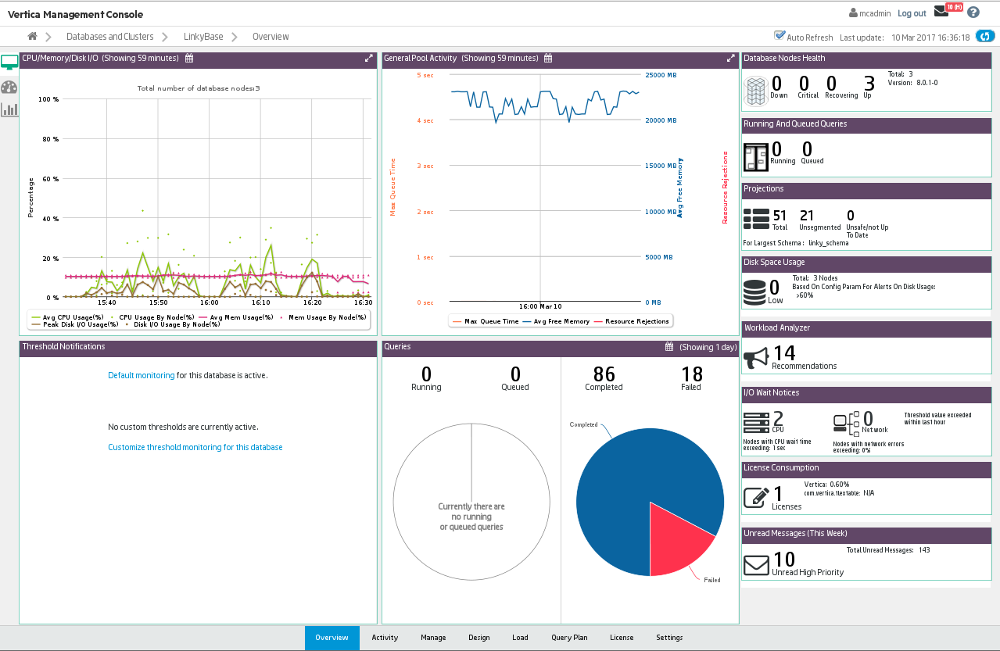 Vertica Management Console
mcadmin Log out 10 (H)
Databases and Clusters LinkyBase Overview
Auto Refresh Last update: 10 Mar 2017 16:36:18
CPU/Memory/Disk I/O (Showing 59 minutes)
Total number of database nodes:3
100 %
80 %
60 %
40 %
20 %
0 %
Percentage
15:40 15:50 16:00 16:10 16:20 16:30
Avg CPU Usage(%) CPU Usage By Node(%) Avg Mem Usage(%) Mem Usage By Node(%)
Peak Disk I/O Usage(%) Disk I/O Usage By Node(%)
General Pool Activity (Showing 59 minutes)
5 sec 25000 MB
4 sec 20000 MB
3 sec 15000 MB
2 sec 10000 MB
1 sec 5000 MB
0 sec 0 MB
Max Queue Time
Avg Free Memory
Resource Rejections
16:00 Mar 10
Max Queue Time Avg Free Memory Resource Rejections
Database Nodes Health
0 0 0 3
Down Critical Recovering Up
Total: 3
Version: 8.0.1-0
Running And Queued Queries
0 0
Running Queued
Projections
51 21 0
Total Unsegmented Unsafe/not Up
To Date
For Largest Schema : linky_schema
Disk Space Usage
0
Low
Total: 3 Nodes
Based On Config Param For Alerts On Disk Usage:
>60%
Workload Analyzer
14
Recommendations
I/O Wait Notices
2 0
CPU Network
Threshold value exceeded
within last hour
Nodes with CPU wait time
exceeding: 1 sec
Nodes with network errors
exceeding: 0%
License Consumption
1
Licenses
Vertica: 0.60%
com.vertica.flextable: N/A
Unread Messages (This Week)
10
Unread High Priority
Total Unread Messages: 143
Threshold Notifications
Default monitoring for this database is active.
No custom thresholds are currently active.
Customize threshold monitoring for this database
Queries (Showing 1 day)
0 0 86 18
Running Queued Completed Failed
Currently there are
no running
or queued queries
Completed
Failed
Overview Activity Manage Design Load Query Plan License Settings